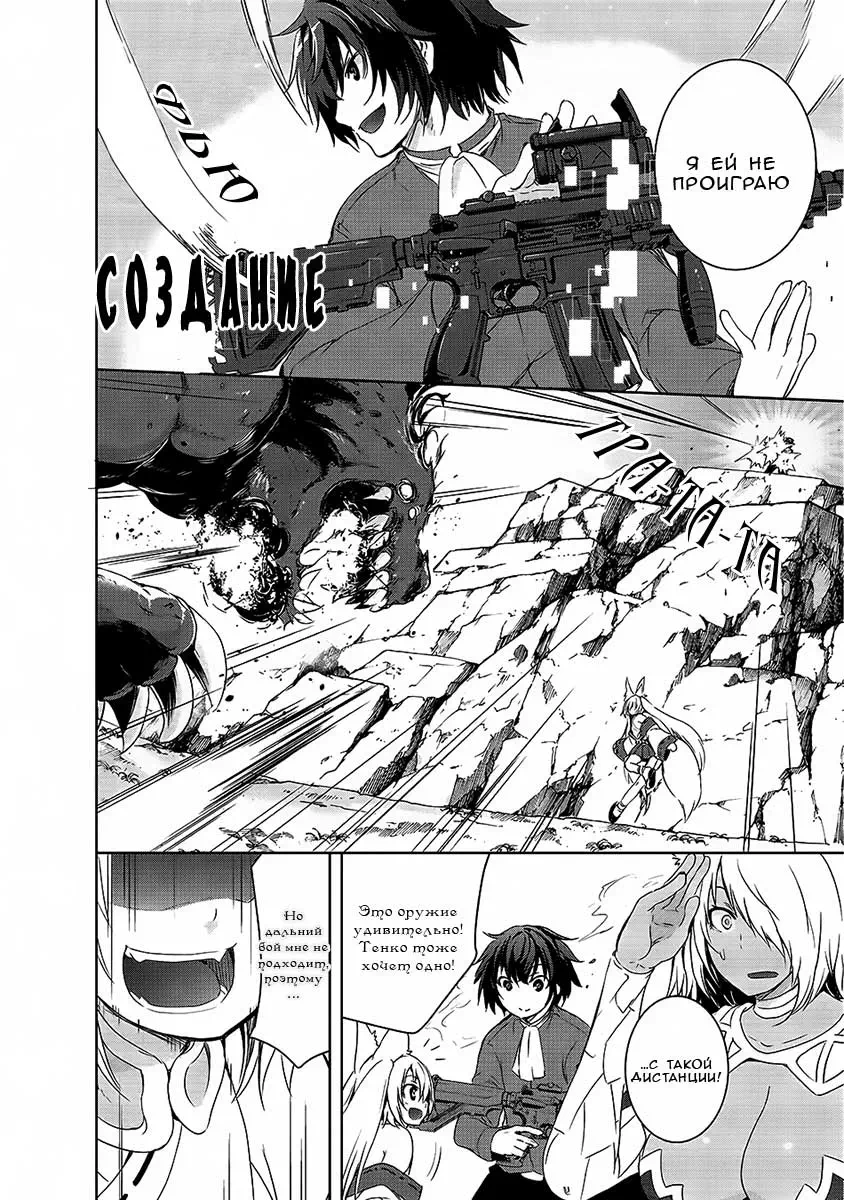 Я ЕЙ НЕ
ПРОИГРАЮ
ФЬЮ
СОЗДАНИЕ
ТРА-ТА-ТА
...С ТАКОЙ
ДИСТАНЦИИ!
Это оружие
удивительно!
Тенко тоже
хочет одно!
Но
дальний
бой мне не
подходит,
поэтому
...